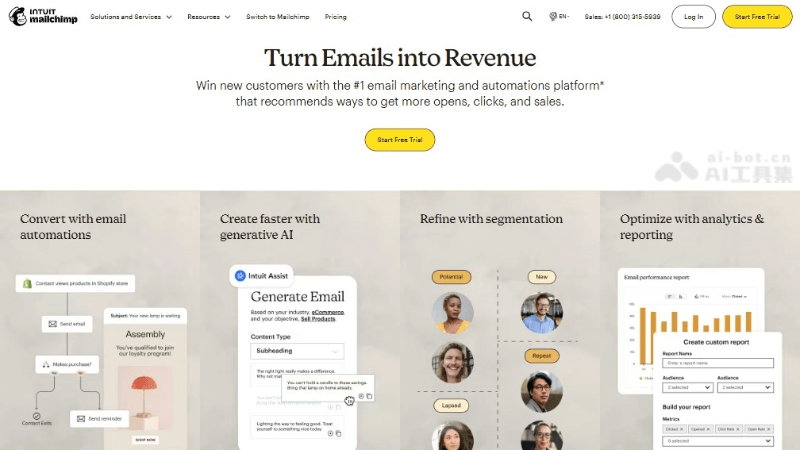 INTUIT
mailchimp
Solutions and Services
Resources
Switch to Mailchimp
Pricing
EN
Sales: +1 (800) 315-5939
Log In
Start Free Trial
Turn Emails into Revenue
Win new customers with the #1 email marketing and automations platform*
that recommends ways to get more opens, clicks, and sales.
Start Free Trial
ai-bot.cn
AI工具集
Convert with email
automations
Contact views products in Shopify store
Send email
Makes purchase?
Contact Exits
Send reminder
Subject: Your new lamp is waiting
Assembly
You've qualified to join
our loyalty program!
SHOP NOW
Create faster with
generative AI
Intuit Assist
Generate Email
Based on your industry, eCommerce,
and your objective, Sell Products.
Content Type
Subheading
The right light really makes a difference.
Why not
You can't hold a candle to these savings
thing that lamp on home already.
Lighting the way to feeling good. Treat
yourself to something nice today.
Refine with segmentation
Potential
New
Repeat
Lapsed
Optimize with analytics &
reporting
Email performance report
Create custom report
Report Name
Enter a report name
Audience
2 selected
Audience
2 selected
Build your report
Metrics
Global
Opened
Click Rate
Open Rate
0 selected